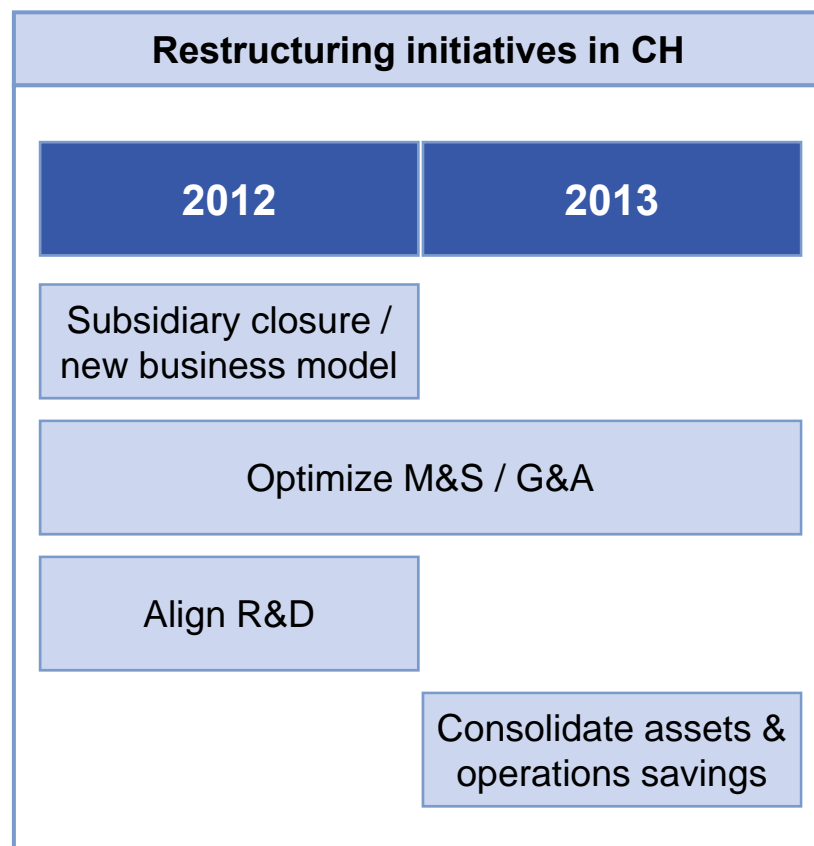 Restructuring initiatives in CH
2012
2013
Subsidiary closure /
new business model
Optimize M&S / G&A
Align R&D
Consolidate assets &
operations savings